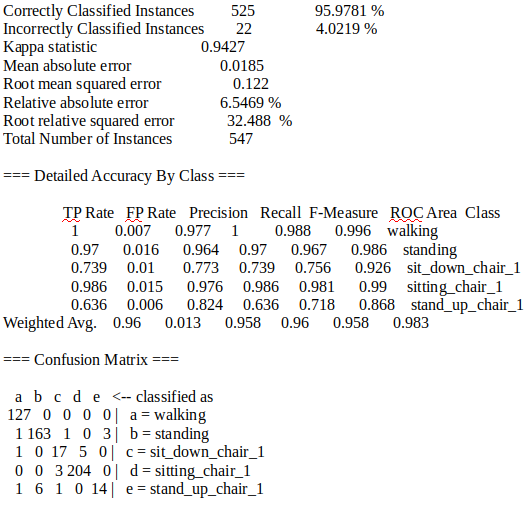 Correctly Classified Instances 525 95.9781 %
Incorrectly Classified Instances 22 4.0219 %
Kappa statistic 0.9427
Mean absolute error 0.0185
Root mean squared error 0.122
Relative absolute error 6.5469 %
Root relative squared error 32.488 %
Total Number of Instances 547
=== Detailed Accuracy By Class ===
TP Rate FP Rate Precision Recall F-Measure ROC Area Class
1 0.007 0.977 1 0.988 0.996 walking
0.97 0.016 0.964 0.97 0.967 0.986 standing
0.739 0.01 0.773 0.739 0.756 0.926 sit_down_chair_1
0.986 0.015 0.976 0.986 0.981 0.99 sitting_chair_1
0.636 0.006 0.824 0.636 0.718 0.868 stand_up_chair_1
Weighted Avg. 0.96 0.013 0.958 0.96 0.958 0.983
=== Confusion Matrix ===
a b c d e <-- classified as
127 0 0 0 0 | a = walking
1 163 1 0 3 | b = standing
1 0 17 5 0 | c = sit_down_chair_1
0 0 3 204 0 | d = sitting_chair_1
1 6 1 0 14 | e = stand_up_chair_1